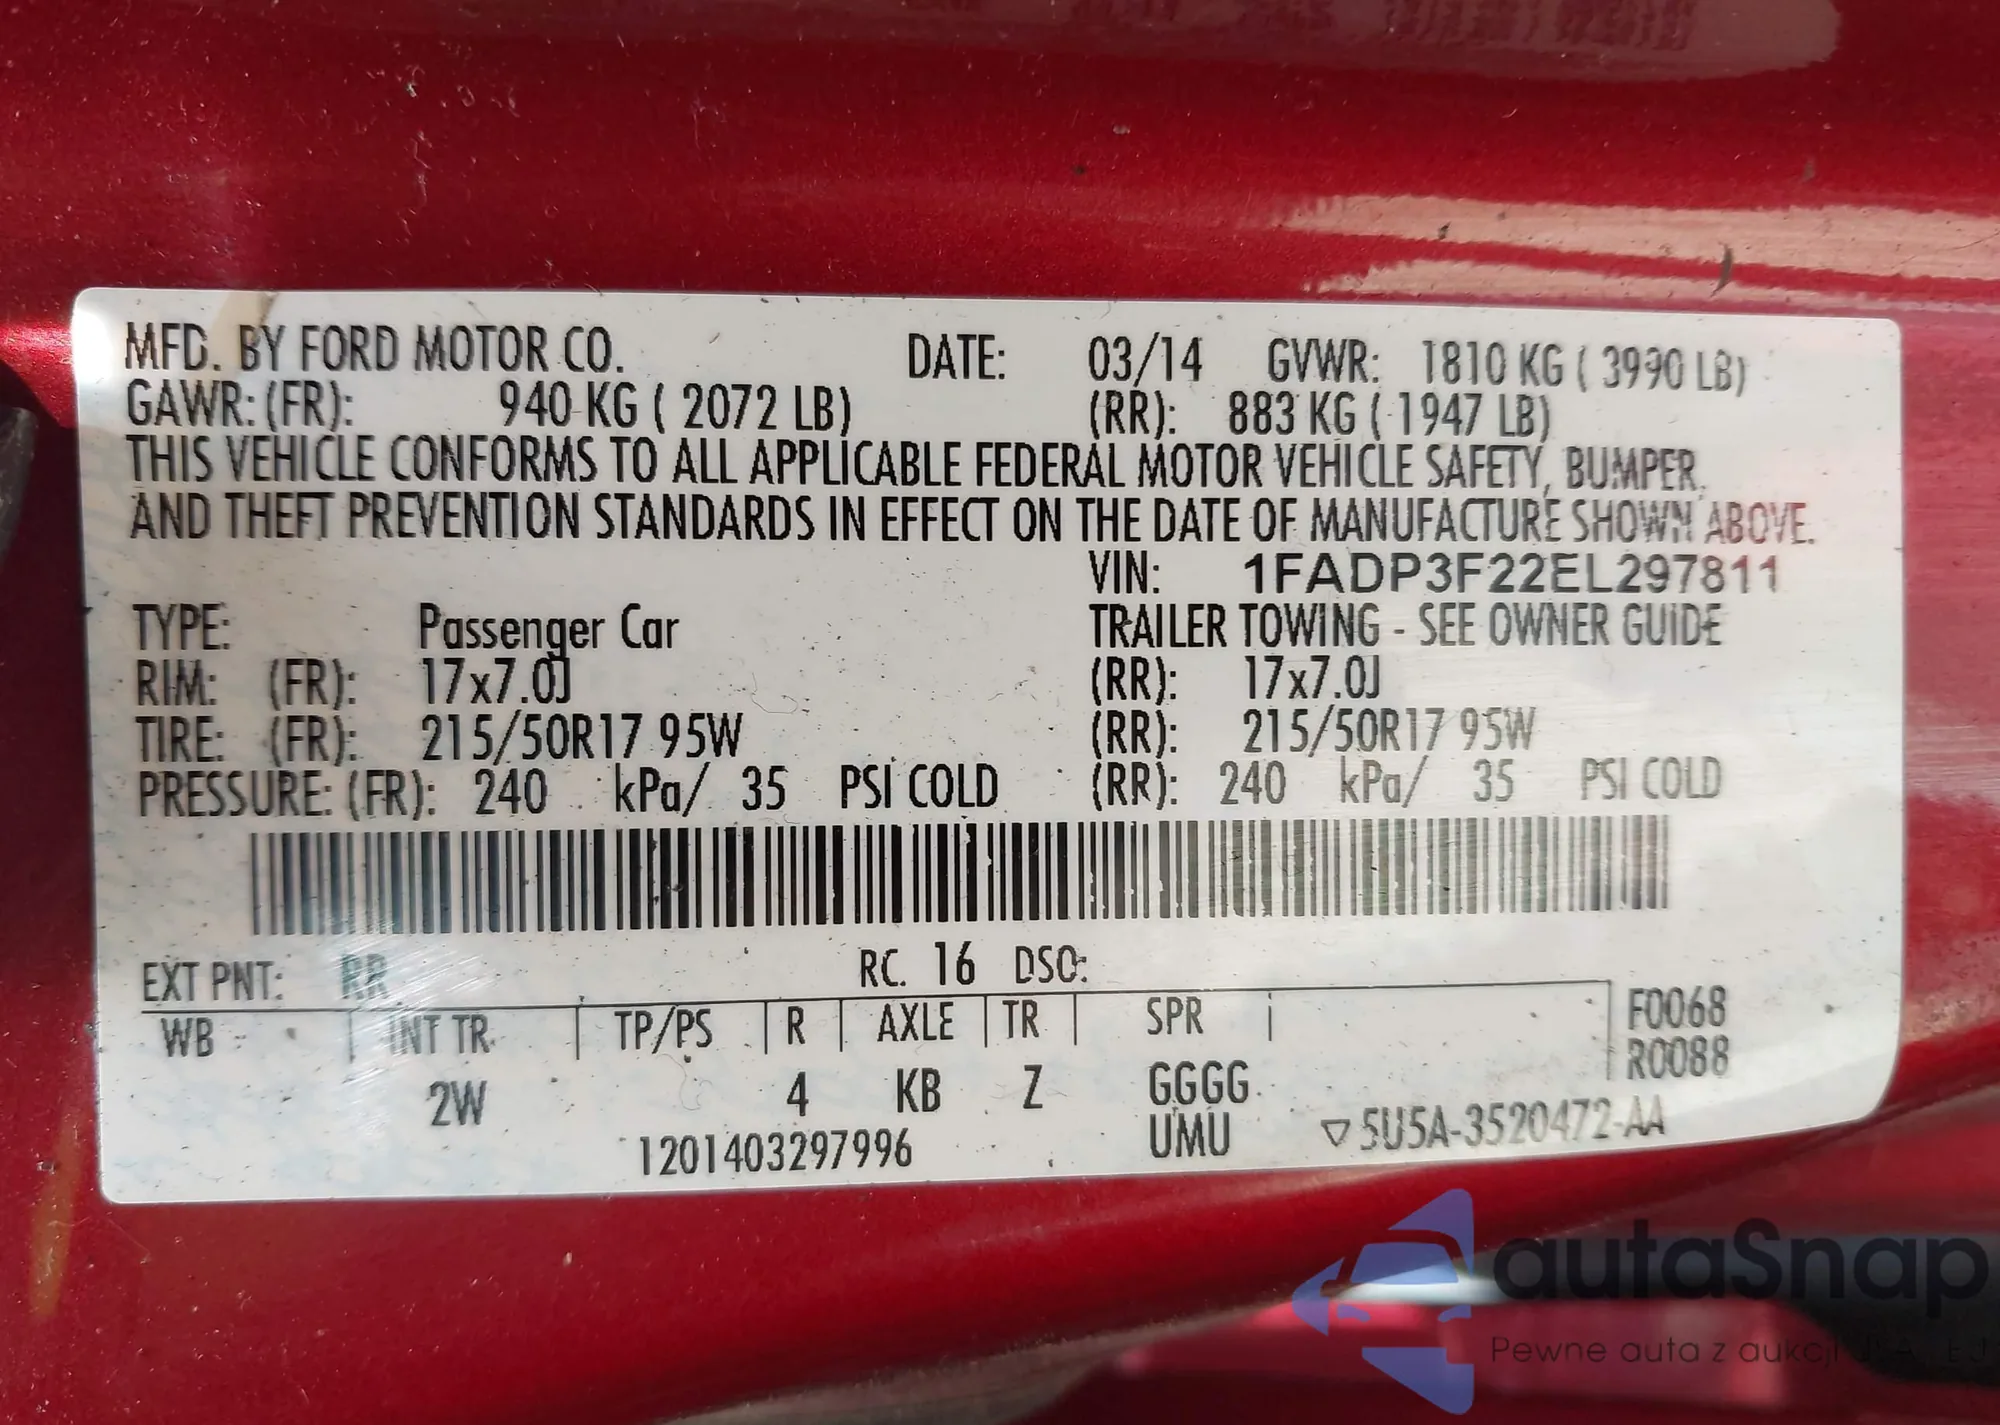 MFD. BY FORD MOTOR CO. DATE: 03/14 GVWR: 1810 KG ( 3990 LB)
GAWR: (FR): 940 KG ( 2072 LB) (RR): 883 KG ( 1947 LB)
THIS VEHICLE CONFORMS TO ALL APPLICABLE FEDERAL MOTOR VEHICLE SAFETY, BUMPER,
AND THEFT PREVENTION STANDARDS IN EFFECT ON THE DATE OF MANUFACTURE SHOWN ABOVE.
VIN: 1FADP3F22EL297811
TYPE: Passenger Car TRAILER TOWING - SEE OWNER GUIDE
RIM: (FR): 17x7.0J (RR): 17x7.0J
TIRE: (FR): 215/50R17 95W (RR): 215/50R17 95W
PRESSURE: (FR): 240 kPa/ 35 PSI COLD (RR): 240 kPa/ 35 PSI COLD
EXT PNT: RR RC. 16 DSO:
WB INT TR TP/PS R AXLE TR SPR F0068
R0088
2W 4 KB Z GGGG
UMU
1201403297996 ▽5U5A-3520472-AA
autaSnap
Pewne auta z aukcji